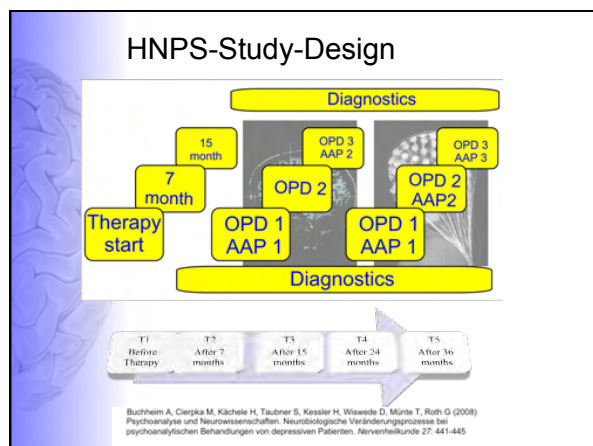 HNPS-Study-Design
Diagnostics
15
month
OPD 3
AAP 2
OPD 3
AAP 3
7
month
OPD 2
OPD 2
AAP2
Therapy
start
OPD 1
AAP 1
OPD 1
AAP 1
Diagnostics
T1
Before
Therapy
T2
After 7
months
T3
After 15
months
T4
After 24
months
T5
After 36
months
Buchheim A, Cierpka M, Kächele H, Taubner S, Kessler H, Wiswede D, Münte T, Roth G (2008)
Psychoanalyse und Neurowissenschaften. Neurobiologische Veränderungsprozesse bei
psychoanalytischen Behandlungen von depressiven Patienten. Nervenheilkunde 27: 441-445